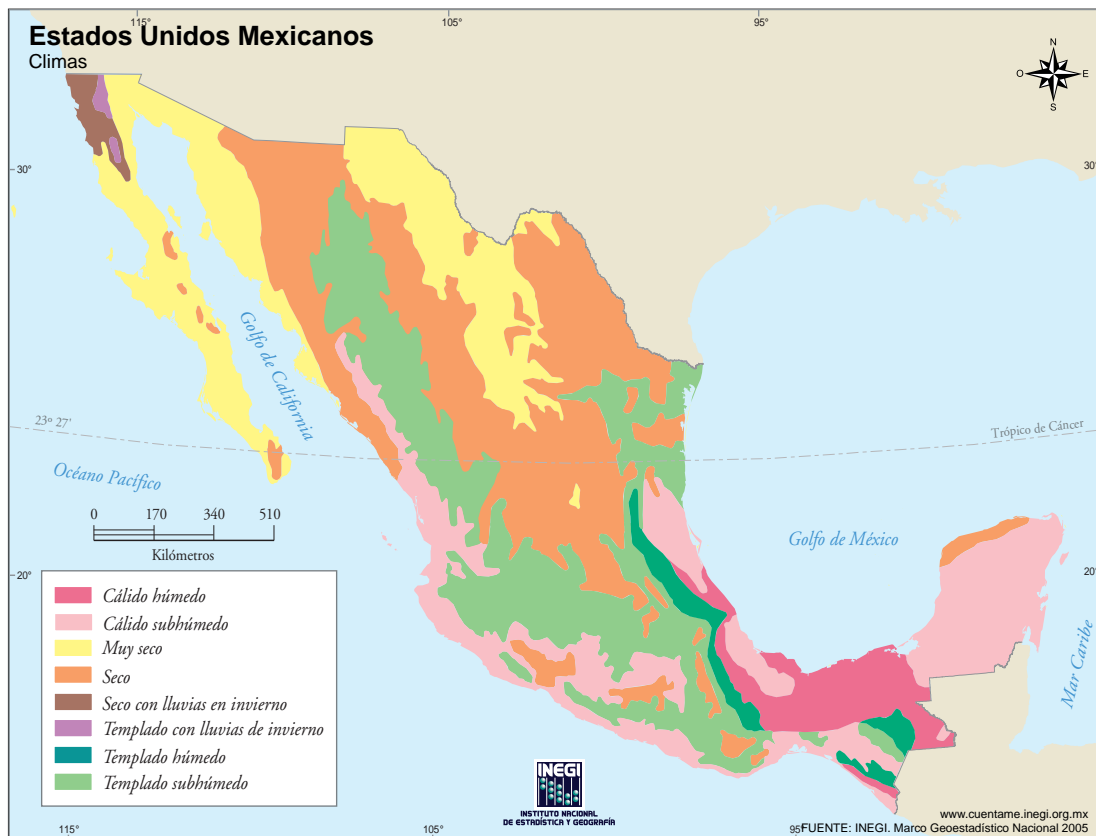 115°
105°
95°
Estados Unidos Mexicanos
Climas
N
O
E
S
30°
30°
Golfo de California
23° 27'
Trópico de Cáncer
Océano Pacífico
0 170 340 510
Kilómetros
Golfo de México
20°
20°
Mar Caribe
Cálido húmedo
Cálido subhúmedo
Muy seco
Seco
Seco con lluvias en invierno
Templado con lluvias de invierno
Templado húmedo
Templado subhúmedo
INEGI
INSTITUTO NACIONAL
DE ESTADÍSTICA Y GEOGRAFÍA
www.cuentame.inegi.org.mx
FUENTE: INEGI. Marco Geoestadístico Nacional 2005
115°
105°
95°